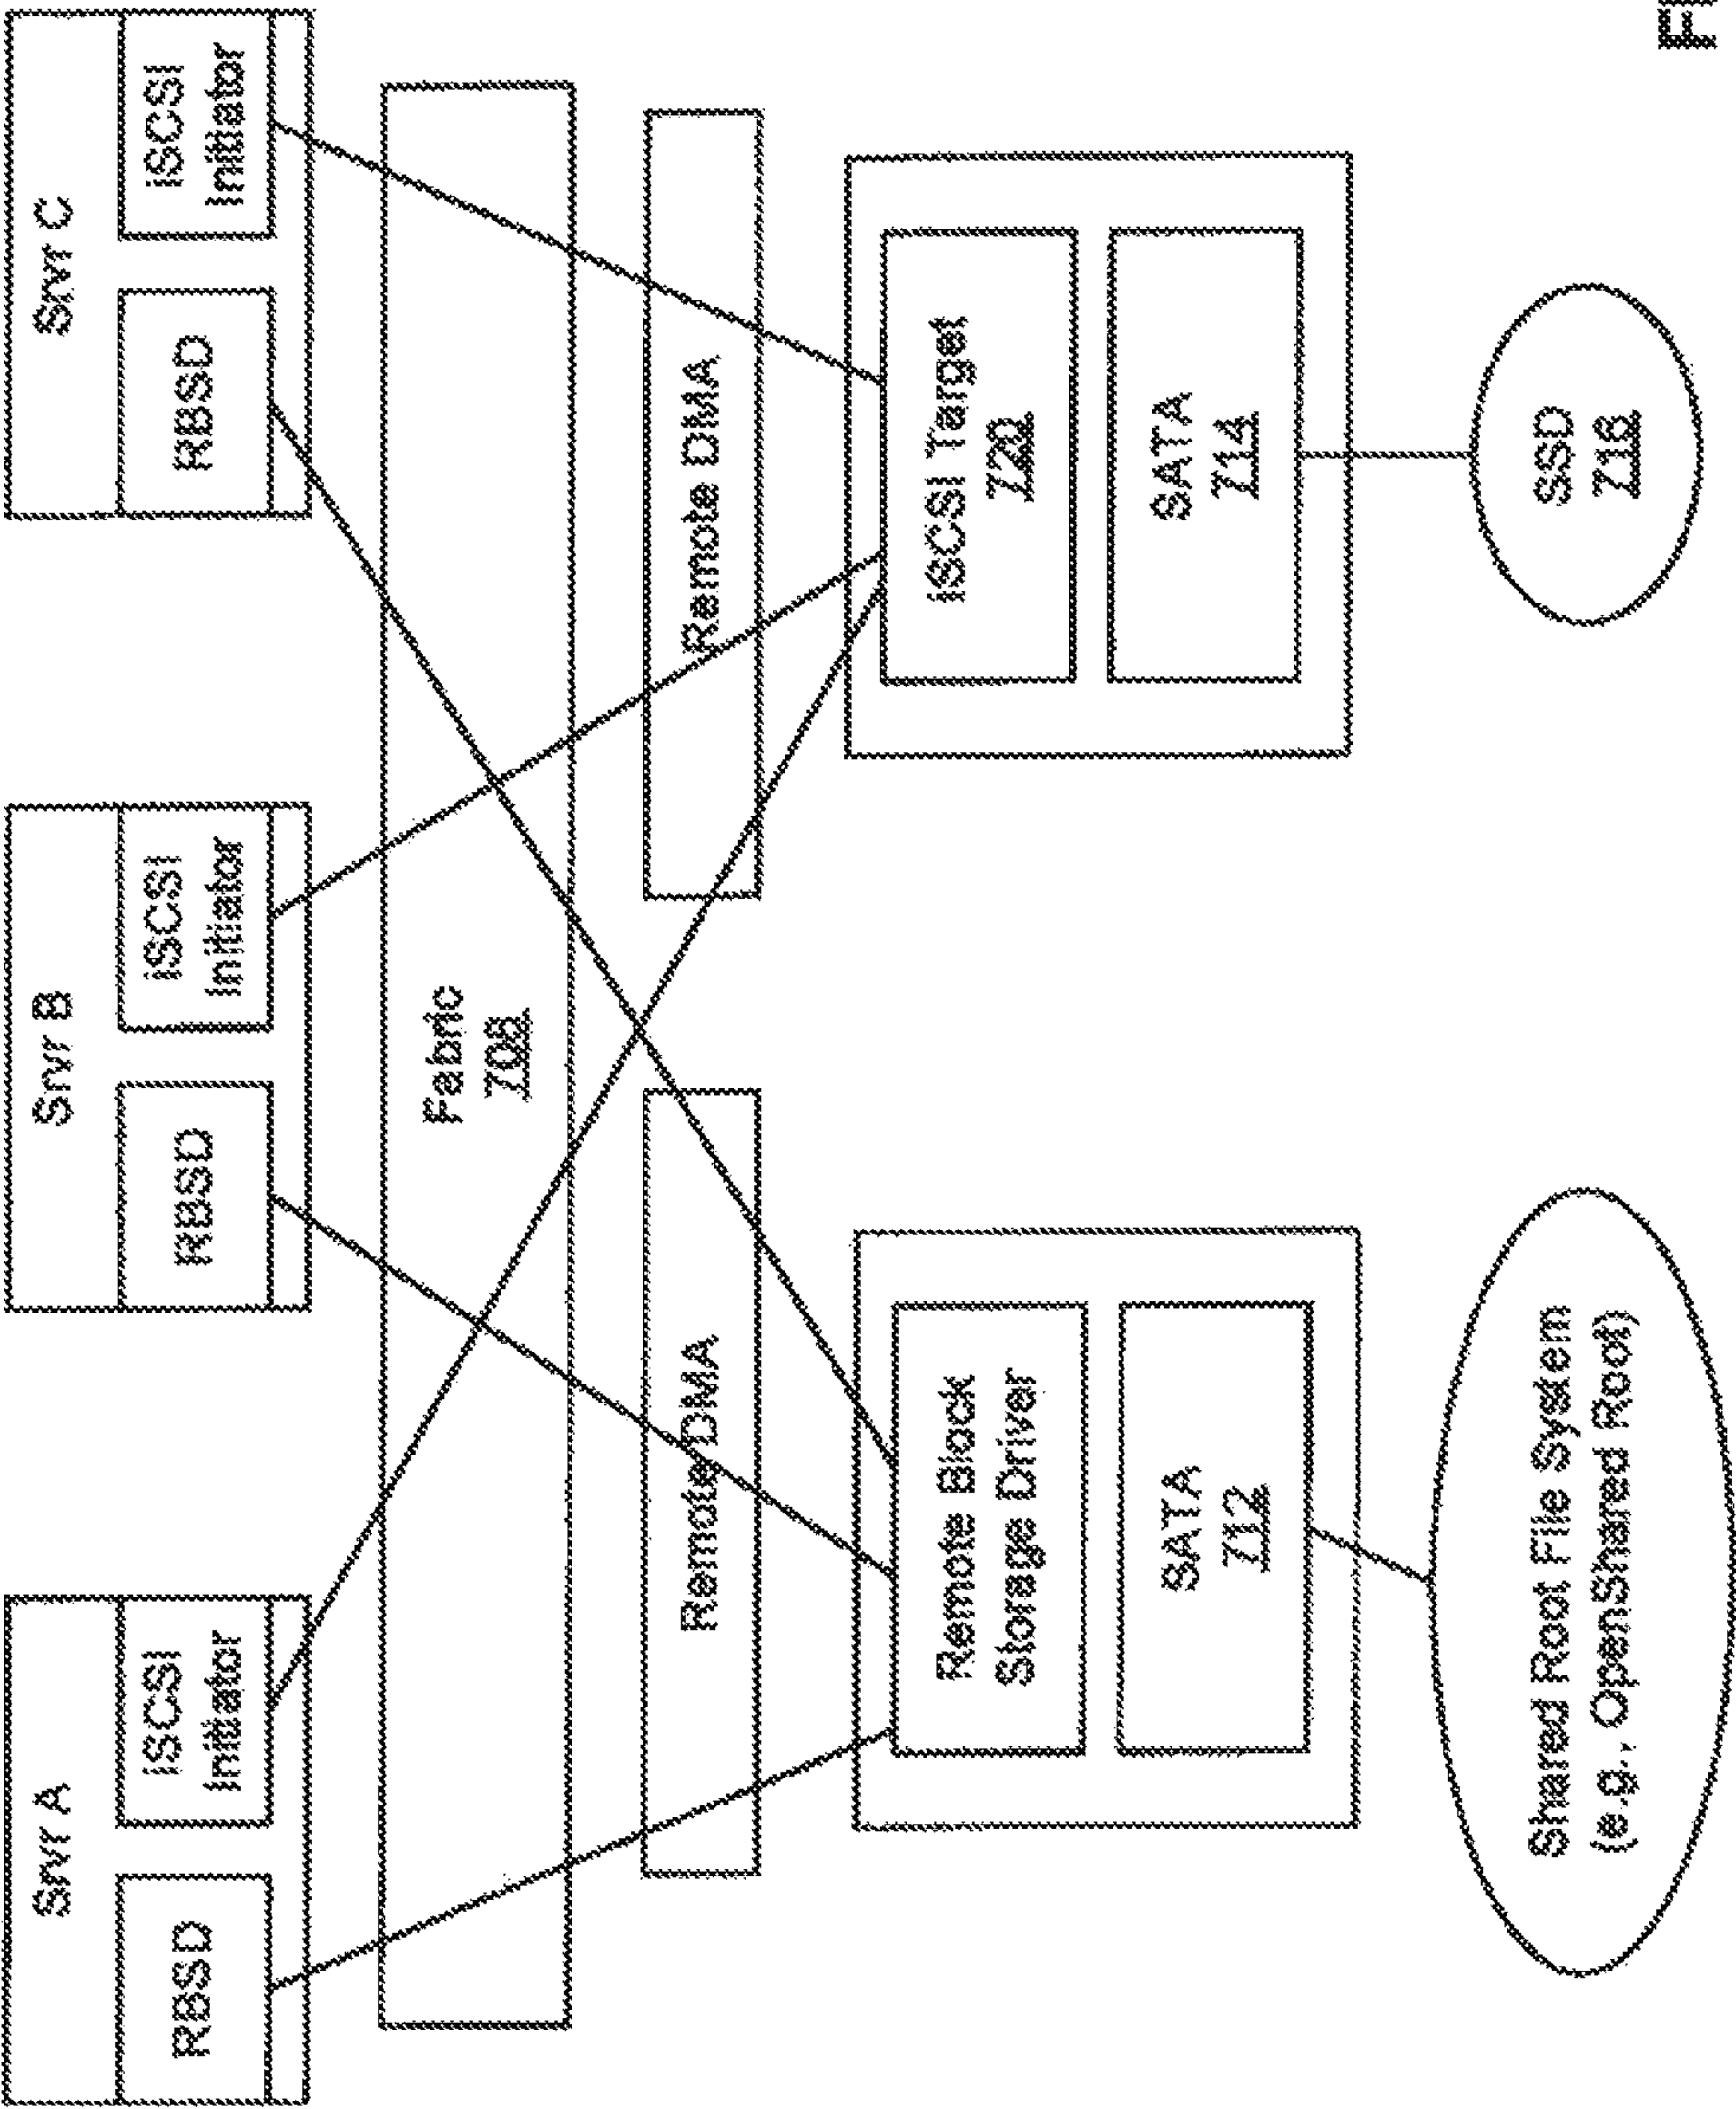 Srvr A
Srvr B
Srvr C
RBSD
iSCSI
Initiator
RBSD
iSCSI
Initiator
RBSD
iSCSI
Initiator
Fabric
708
Remote DMA
Remote DMA
Remote Block
Storage Driver
iSCSI Target
720
SATA
712
SATA
714
Shared Root File System
(e.g., OpenShared Root)
SSD
716